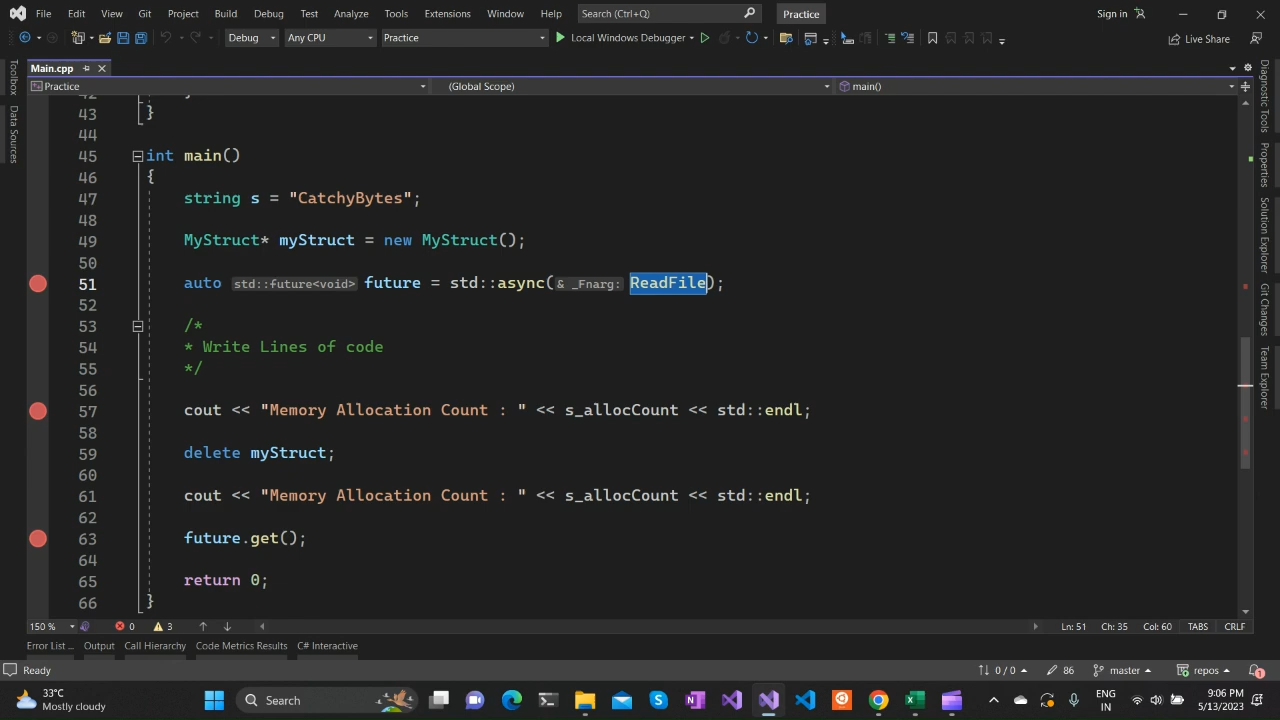 File Edit View Git Project Build Debug Test Analyze Tools Extensions Window Help Search (Ctrl+Q) Practice Sign in
Debug Any CPU Practice Local Windows Debugger Live Share
Main.cpp
Practice (Global Scope) main()
Toolbox
Data Sources
43 }
44
45 int main()
46 {
47 string s = "CatchyBytes";
48
49 MyStruct* myStruct = new MyStruct();
50
51 auto std::future<void> future = std::async(& _Fnarg: ReadFile);
52
53 /*
54 * Write Lines of code
55 */
56
57 cout << "Memory Allocation Count : " << s_allocCount << std::endl;
58
59 delete myStruct;
60
61 cout << "Memory Allocation Count : " << s_allocCount << std::endl;
62
63 future.get();
64
65 return 0;
66 }
Diagnostic Tools
Properties
Solution Explorer
Git Changes
Team Explorer
150 % 0 3 Ln: 51 Ch: 35 Col: 60 TABS CRLF
Error List ... Output Call Hierarchy Code Metrics Results C# Interactive
Ready 0 / 0 86 master repos 1
33°C
Mostly cloudy
Search
ENG
IN
9:06 PM
5/13/2023